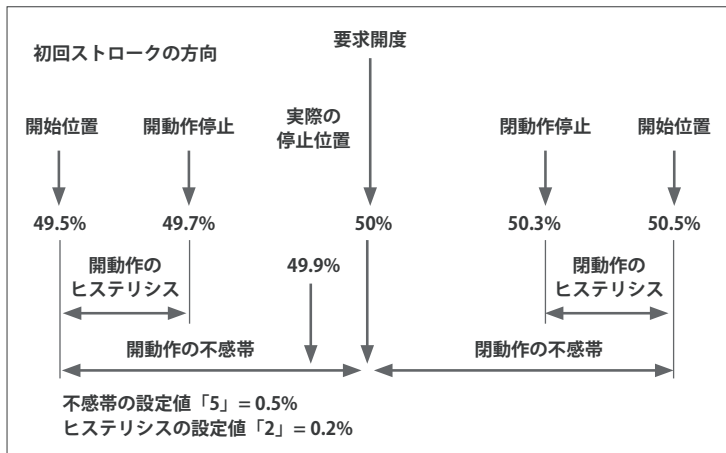 初回ストロークの方向
要求開度
開始位置
開動作停止
実際の
停止位置
閉動作停止
開始位置
49.5%
49.7%
50%
50.3%
50.5%
49.9%
開動作の
ヒステリシス
閉動作の
ヒステリシス
開動作の不感帯
閉動作の不感帯
不感帯の設定値「5」= 0.5%
ヒステリシスの設定値「2」= 0.2%